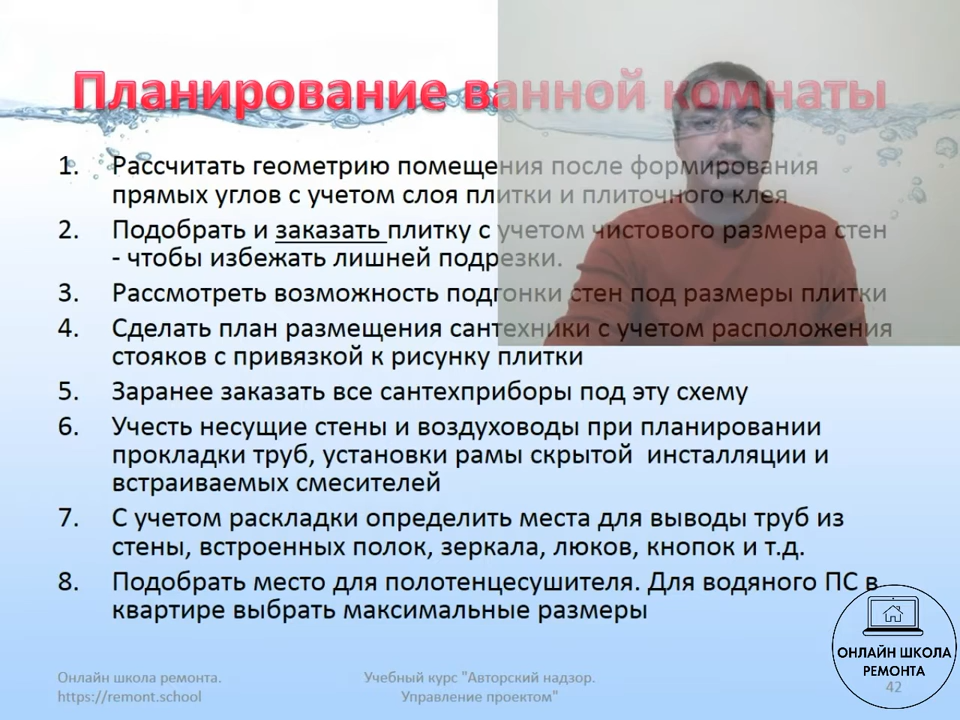 Планирование ванной комнаты
1. Рассчитать геометрию помещения после формирования
прямых углов с учетом слоя плитки и плиточного клея
2. Подобрать и заказать плитку с учетом чистового размера стен
- чтобы избежать лишней подрезки.
3. Рассмотреть возможность подгонки стен под размеры плитки
4. Сделать план размещения сантехники с учетом расположения
стояков с привязкой к рисунку плитки
5. Заранее заказать все сантехприборы под эту схему
6. Учесть несущие стены и воздуховоды при планировании
прокладки труб, установки рамы скрытой инсталляции и
встраиваемых смесителей
7. С учетом раскладки определить места для выводы труб из
стены, встроенных полок, зеркала, люков, кнопок и т.д.
8. Подобрать место для полотенцесушителя. Для водяного ПС в
квартире выбрать максимальные размеры
ОНЛАЙН ШКОЛА
РЕМОНТА
Онлайн школа ремонта.
https://remont.school
Учебный курс "Авторский надзор.
Управление проектом"
42